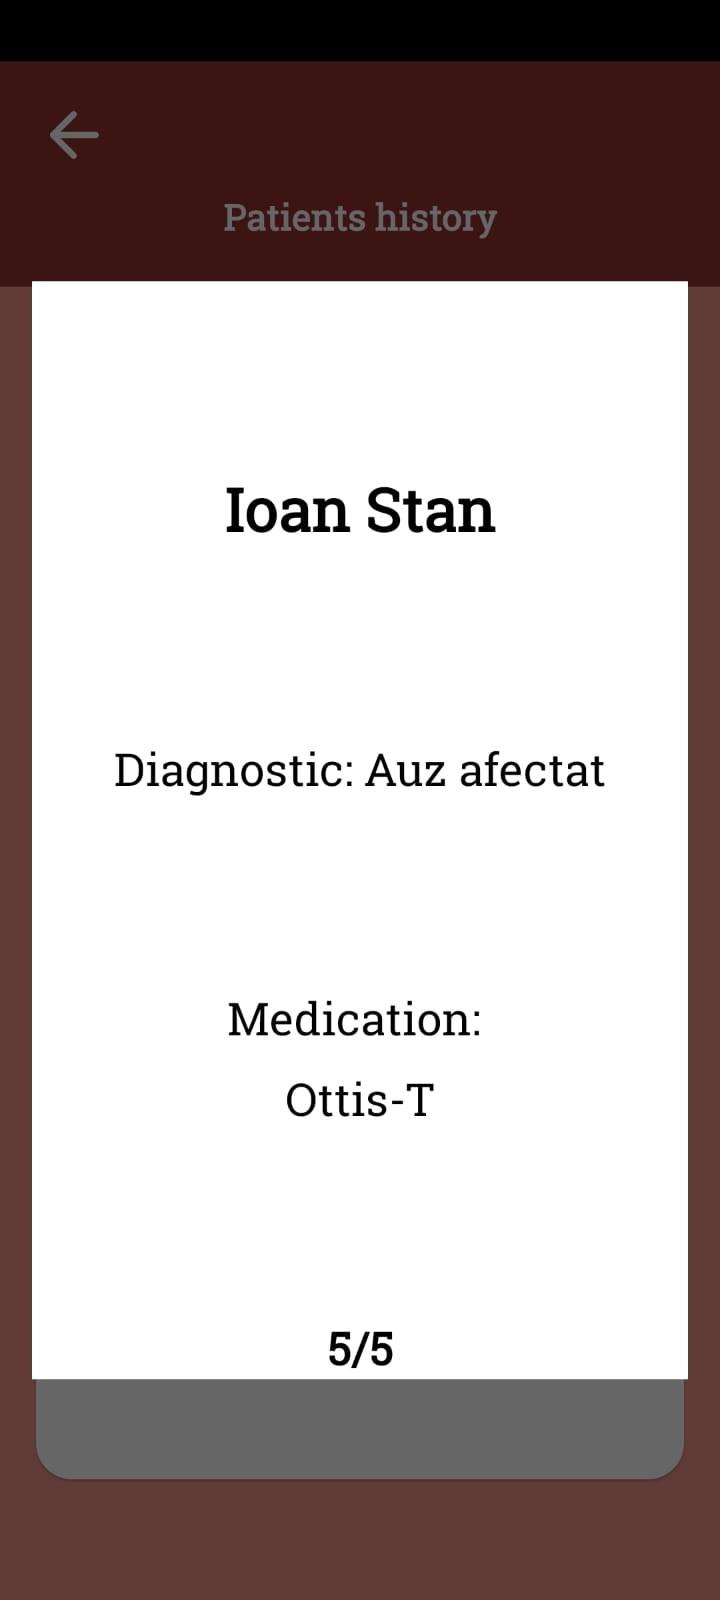 Patients history
Ioan Stan
Diagnostic: Auz afectat
Medication:
Ottis-T
5/5